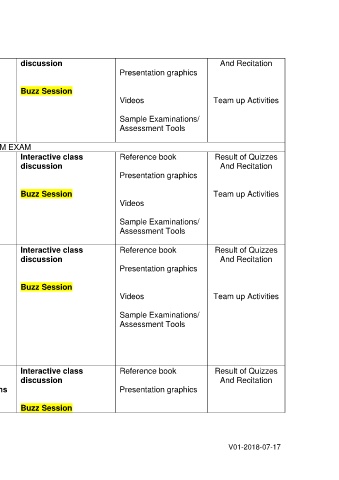 discussion
Buzz Session
Presentation graphics
Videos
Sample Examinations/
Assessment Tools
And Recitation
Team up Activities
M EXAM
Interactive class
discussion
Buzz Session
Reference book
Presentation graphics
Videos
Sample Examinations/
Assessment Tools
Result of Quizzes
And Recitation
Team up Activities
Interactive class
discussion
Buzz Session
Reference book
Presentation graphics
Videos
Sample Examinations/
Assessment Tools
Result of Quizzes
And Recitation
Team up Activities
ns
Interactive class
discussion
Buzz Session
Reference book
Presentation graphics
Result of Quizzes
And Recitation
V01-2018-07-17